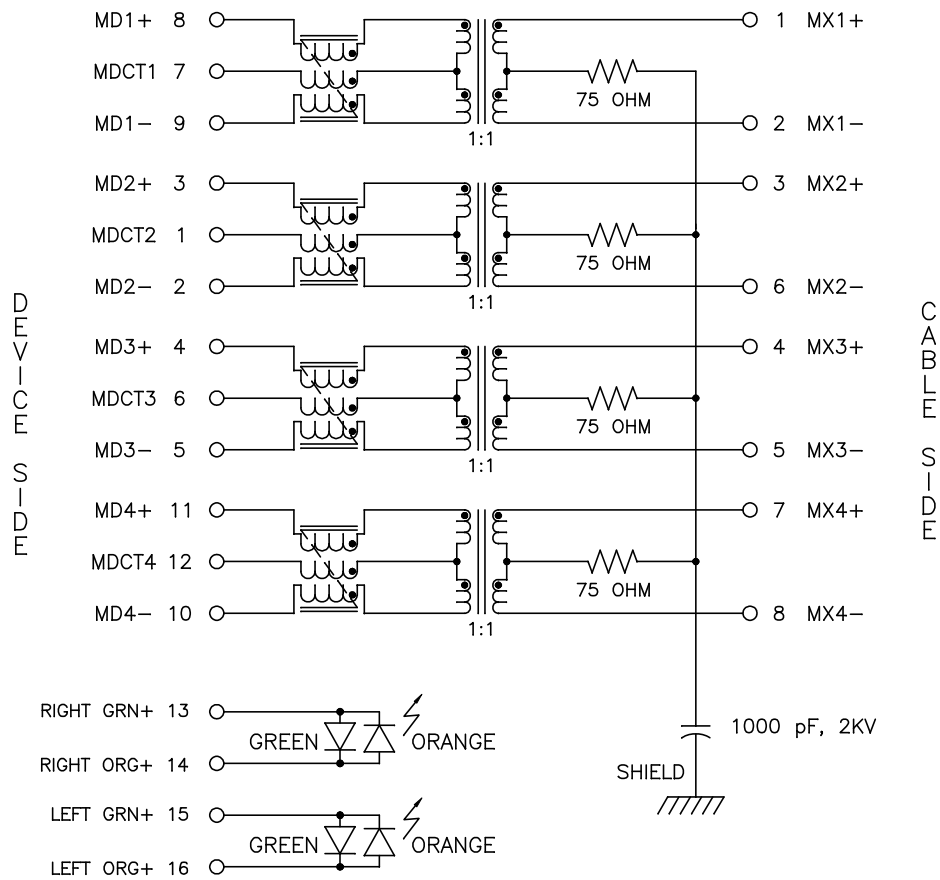 MD1+ 8
1 MX1+
MDCT1 7
75 OHM
MD1− 9
2 MX1−
1:1
MD2+ 3
3 MX2+
MDCT2 1
75 OHM
MD2− 2
6 MX2−
1:1
DEVICE SIDE
CABLE SIDE
MD3+ 4
4 MX3+
MDCT3 6
75 OHM
MD3− 5
5 MX3−
1:1
MD4+ 11
7 MX4+
MDCT4 12
75 OHM
MD4− 10
8 MX4−
1:1
RIGHT GRN+ 13
GREEN
ORANGE
1000 pF, 2KV
RIGHT ORG+ 14
SHIELD
LEFT GRN+ 15
GREEN
ORANGE
LEFT ORG+ 16